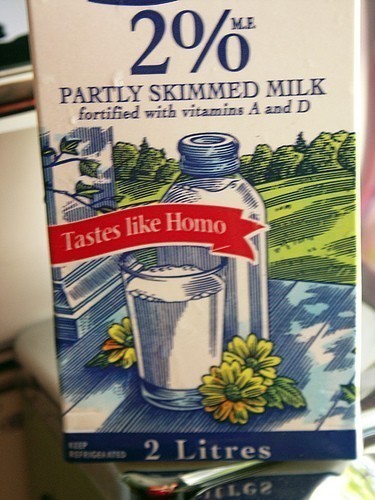 2% M.F.
PARTLY SKIMMED MILK
fortified with vitamins A and D
Tastes like Homo
KEEP
REFRIGERATED
2 Litres